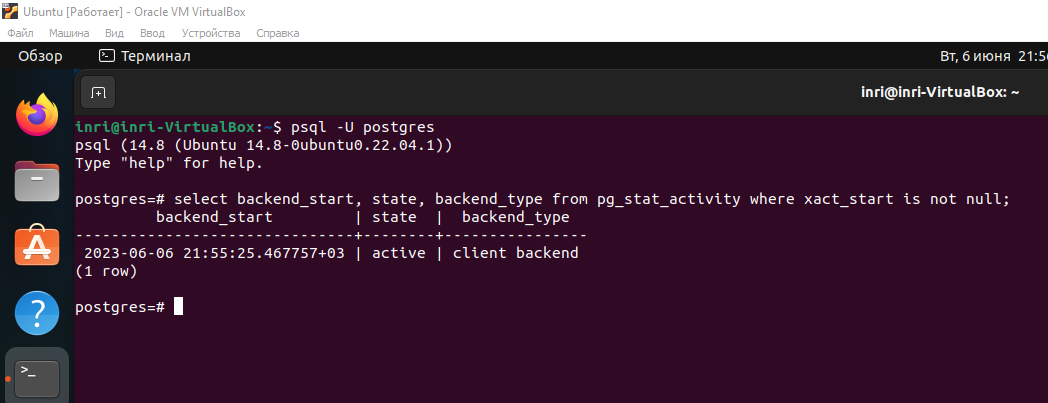 Ubuntu [Работает] - Oracle VM VirtualBox
Файл Машина Вид Ввод Устройства Справка
Обзор Терминал Вт, 6 июня 21:56
inri@inri-VirtualBox: ~
inri@inri-VirtualBox:~$ psql -U postgres
psql (14.8 (Ubuntu 14.8-0ubuntu0.22.04.1))
Type "help" for help.
postgres=# select backend_start, state, backend_type from pg_stat_activity where xact_start is not null;
backend_start | state | backend_type
-------------------------------+--------+----------------
2023-06-06 21:55:25.467757+03 | active | client backend
(1 row)
postgres=#